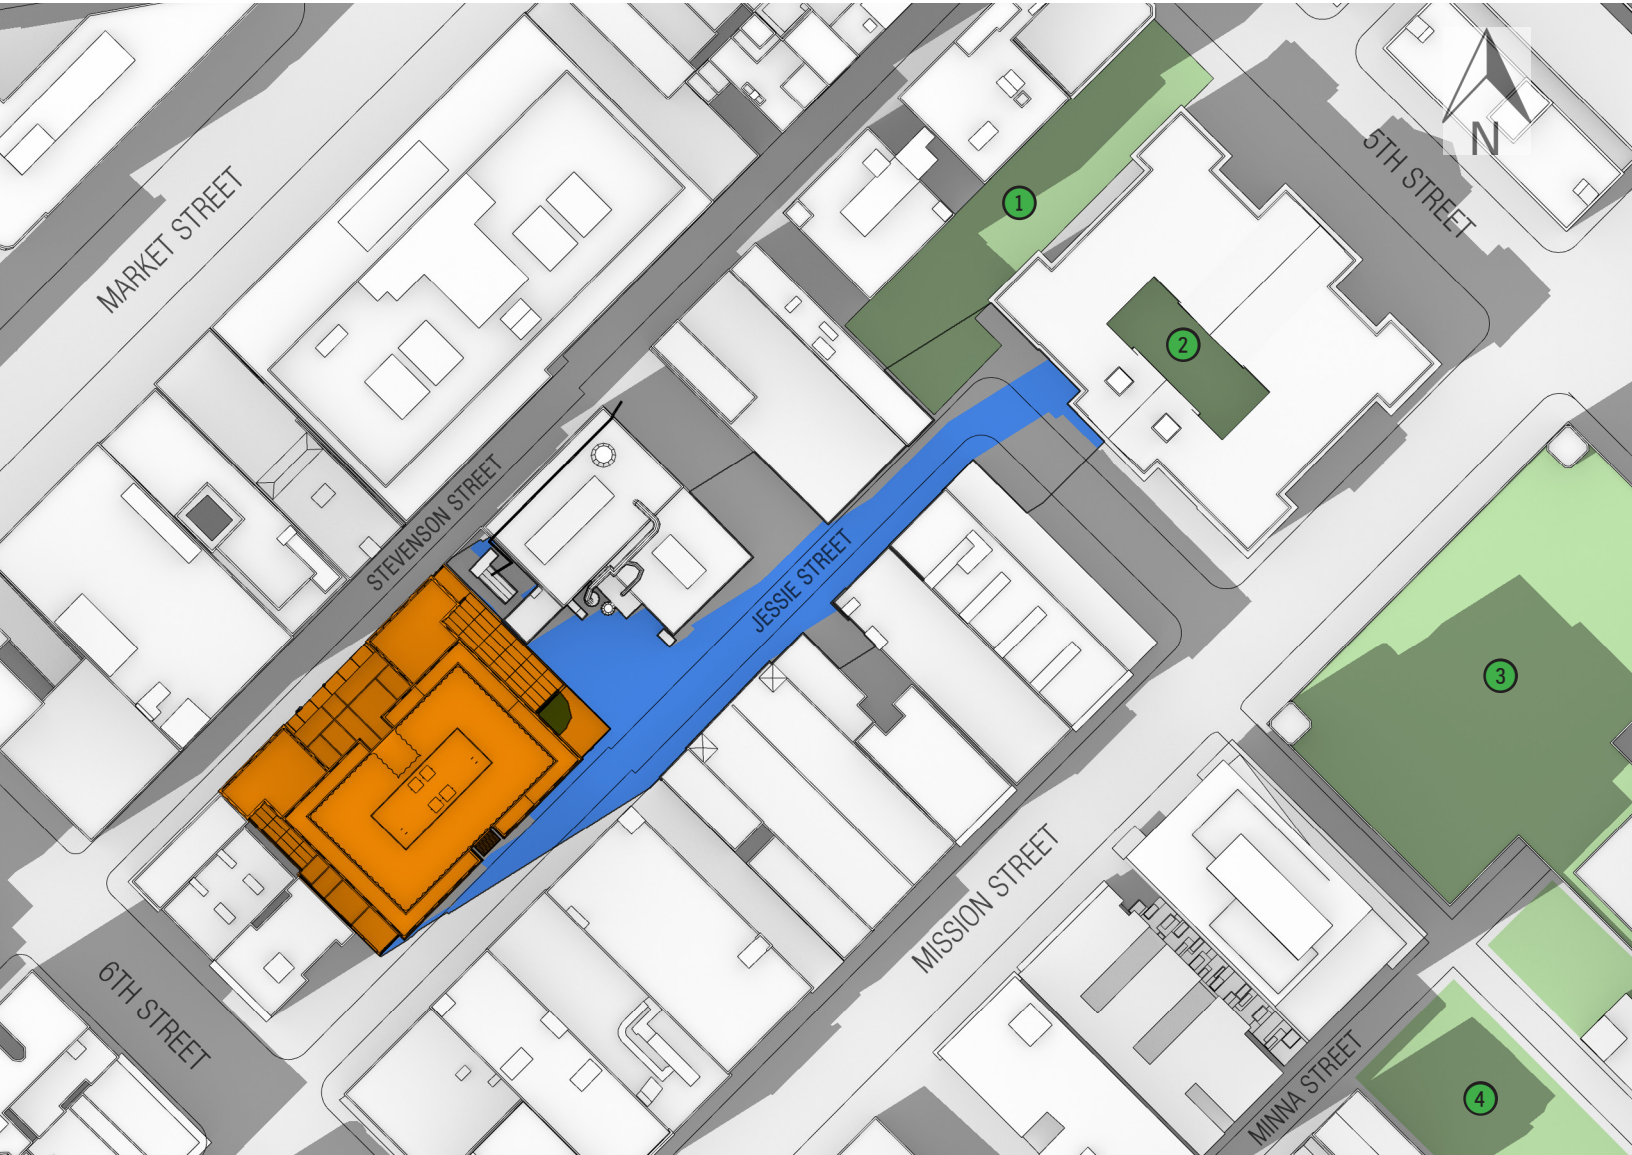 N
5TH STREET
MARKET STREET
1
2
STEVENSON STREET
JESSIE STREET
3
MISSION STREET
6TH STREET
MINNA STREET
4